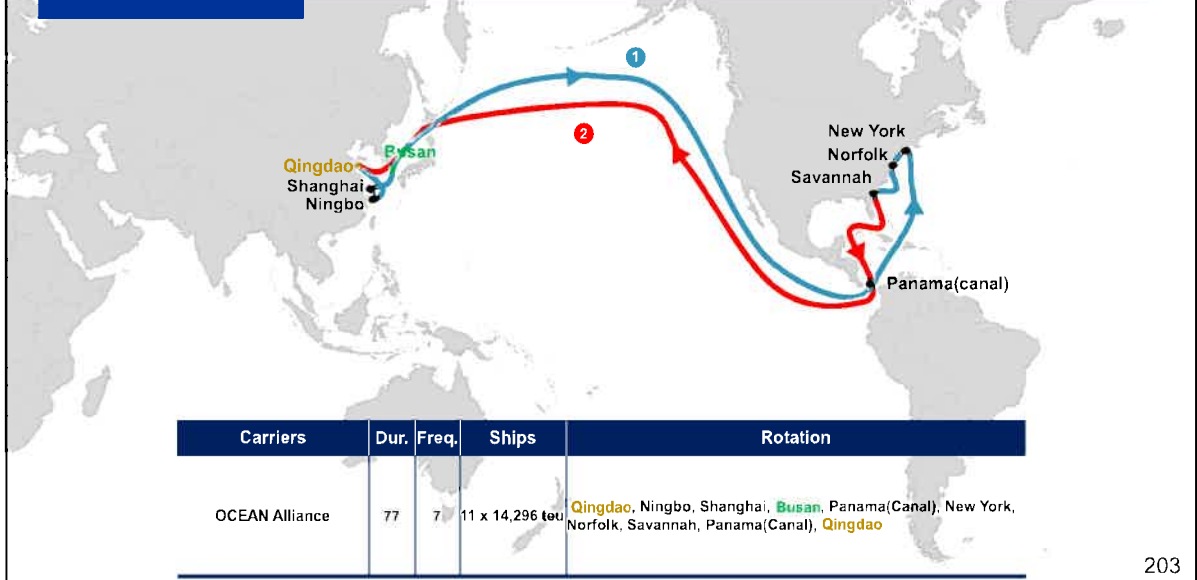 1
2
New York
Norfolk
Savannah
Busan
Qingdao
Shanghai
Ningbo
Panama(canal)
Carriers Dur. Freq. Ships Rotation
OCEAN Alliance 77 7 11 x 14,296 teu Qingdao, Ningbo, Shanghai, Busan, Panama(Canal), New York,
Norfolk, Savannah, Panama(Canal), Qingdao
203